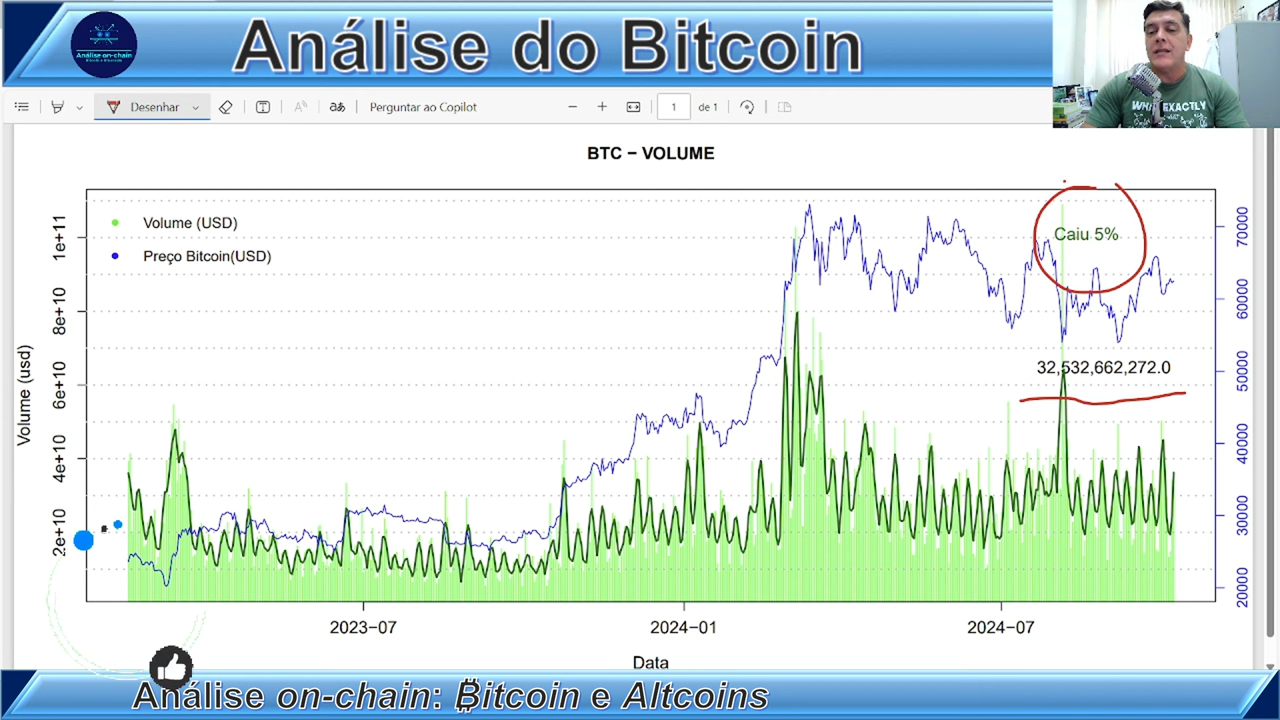 Análise do Bitcoin
Análise on-chain
Desenhar
Perguntar ao Copilot
1 de 1
WH EXACTLY
BTC − VOLUME
Volume (USD)
Preço Bitcoin(USD)
Caiu 5%
32,532,662,272.0
Volume (usd)
1e+11
8e+10
6e+10
4e+10
2e+10
70000
60000
50000
40000
30000
20000
2023−07
2024−01
2024−07
Data
Análise on-chain: ₿itcoin e Altcoins